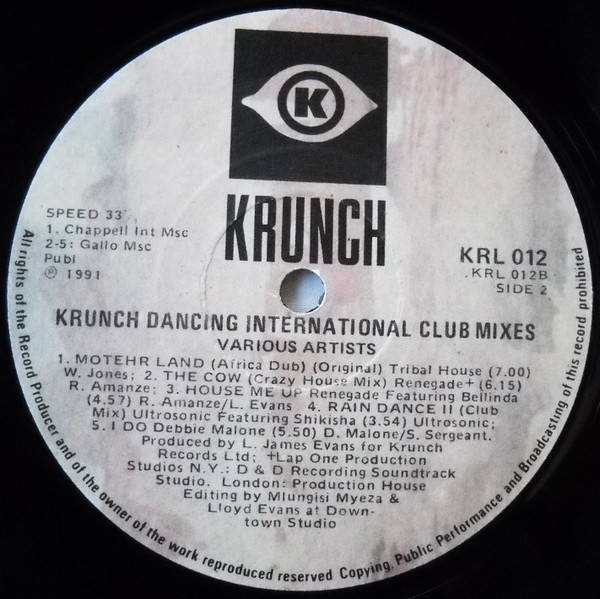 K
KRUNCH
SPEED 33
1. Chappell Int Msc
2-5: Gallo Msc
Publ
℗ 1991
KRL 012
KRL 012B
SIDE 2
KRUNCH DANCING INTERNATIONAL CLUB MIXES
VARIOUS ARTISTS
1. MOTEHR LAND (Africa Dub) (Original) Tribal House (7.00)
W. Jones; 2. THE COW (Crazy House Mix) Renegade+ (6.15)
R. Amanze; 3. HOUSE ME UP Renegade Featuring Bellinda
(4.57) R. Amanze/L. Evans 4. RAIN DANCE II (Club
Mix) Ultrosonic Featuring Shikisha (3.54) Ultrosonic;
5. I DO Debbie Malone (5.50) D. Malone/S. Sergeant.
Produced by L. James Evans for Krunch
Records Ltd; +Lap One Production
Studios N.Y.: D & D Recording Soundtrack
Studio. London: Production House
Editing by Mlungisi Myeza &
Lloyd Evans at Down-
town Studio
All rights of the Record Producer and of the owner of the work reproduced reserved Copying, Public Performance and Broadcasting of this record prohibited